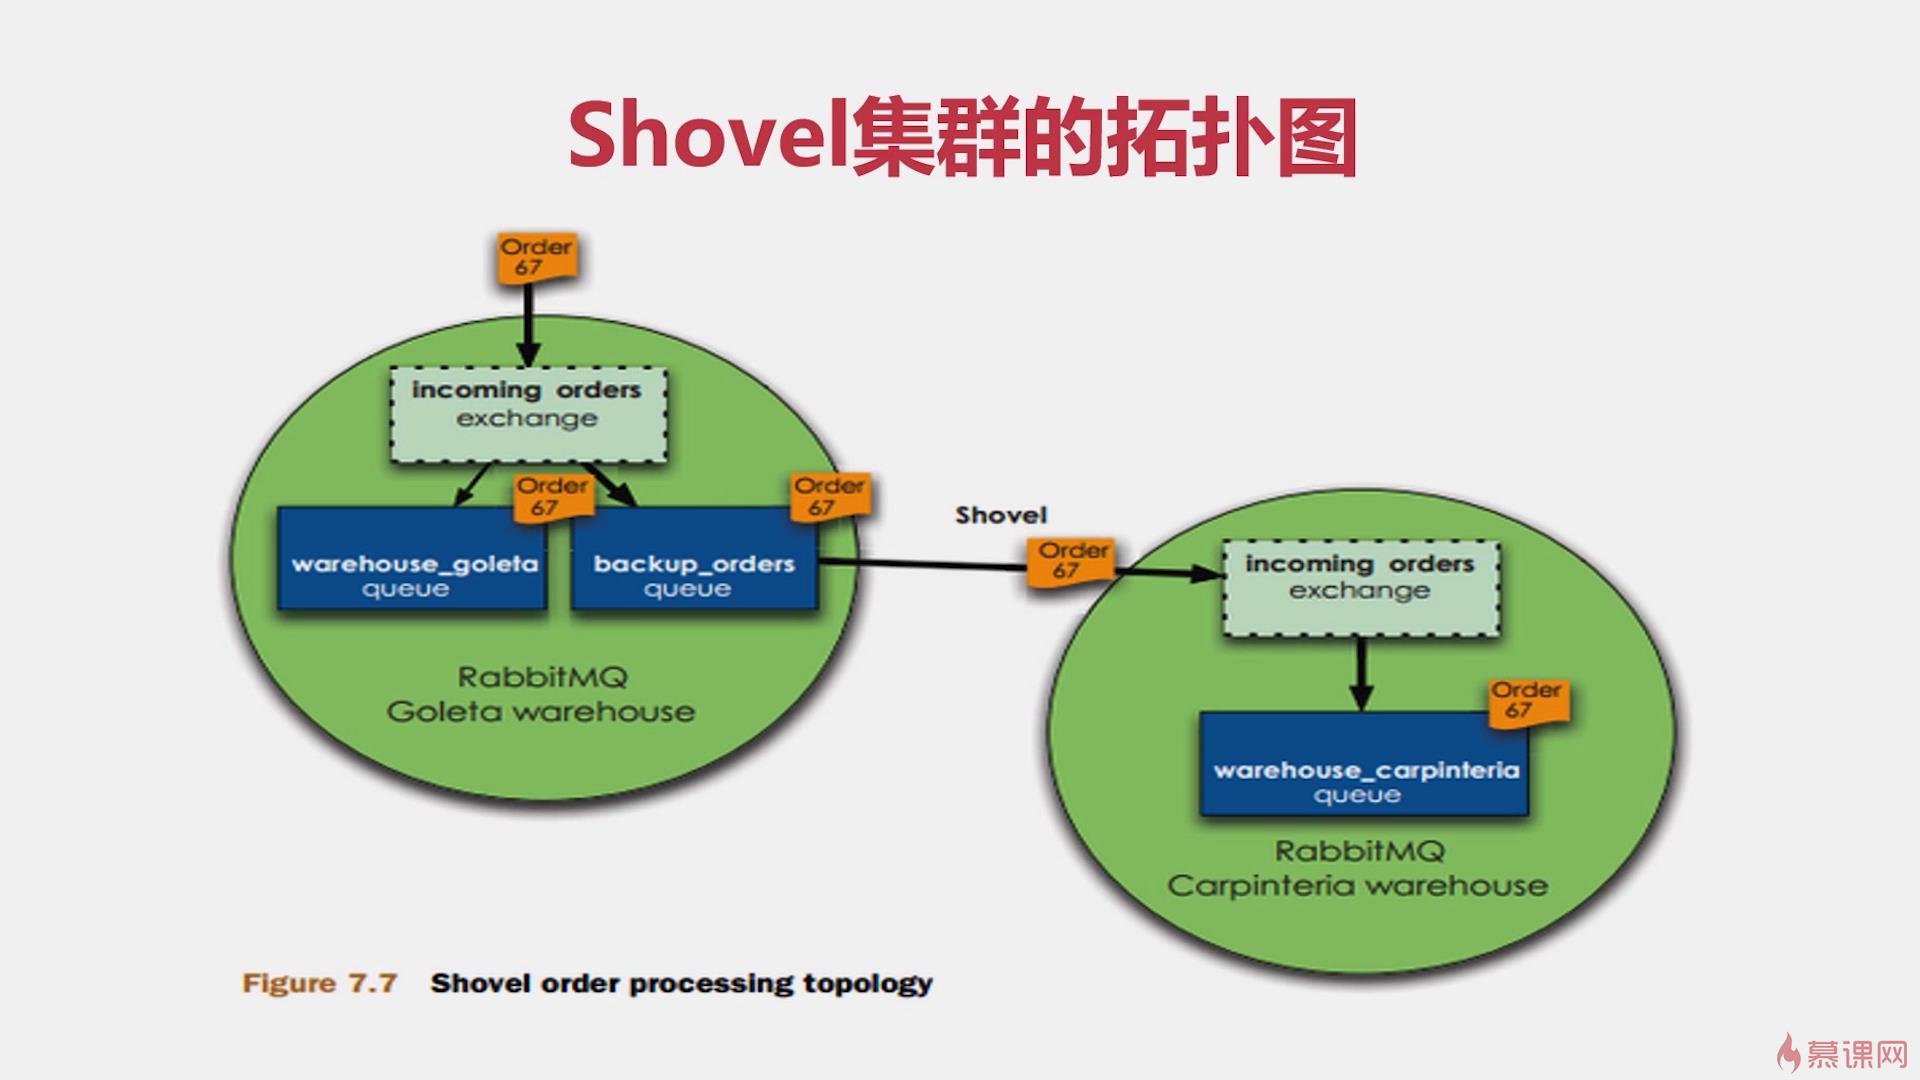 Shovel集群的拓扑图
Order
67
incoming orders
exchange
Order
67
Order
67
warehouse_goleta
queue
backup_orders
queue
RabbitMQ
Goleta warehouse
Shovel
Order
67
incoming orders
exchange
Order
67
warehouse_carpinteria
queue
RabbitMQ
Carpinteria warehouse
Figure 7.7 Shovel order processing topology
慕课网